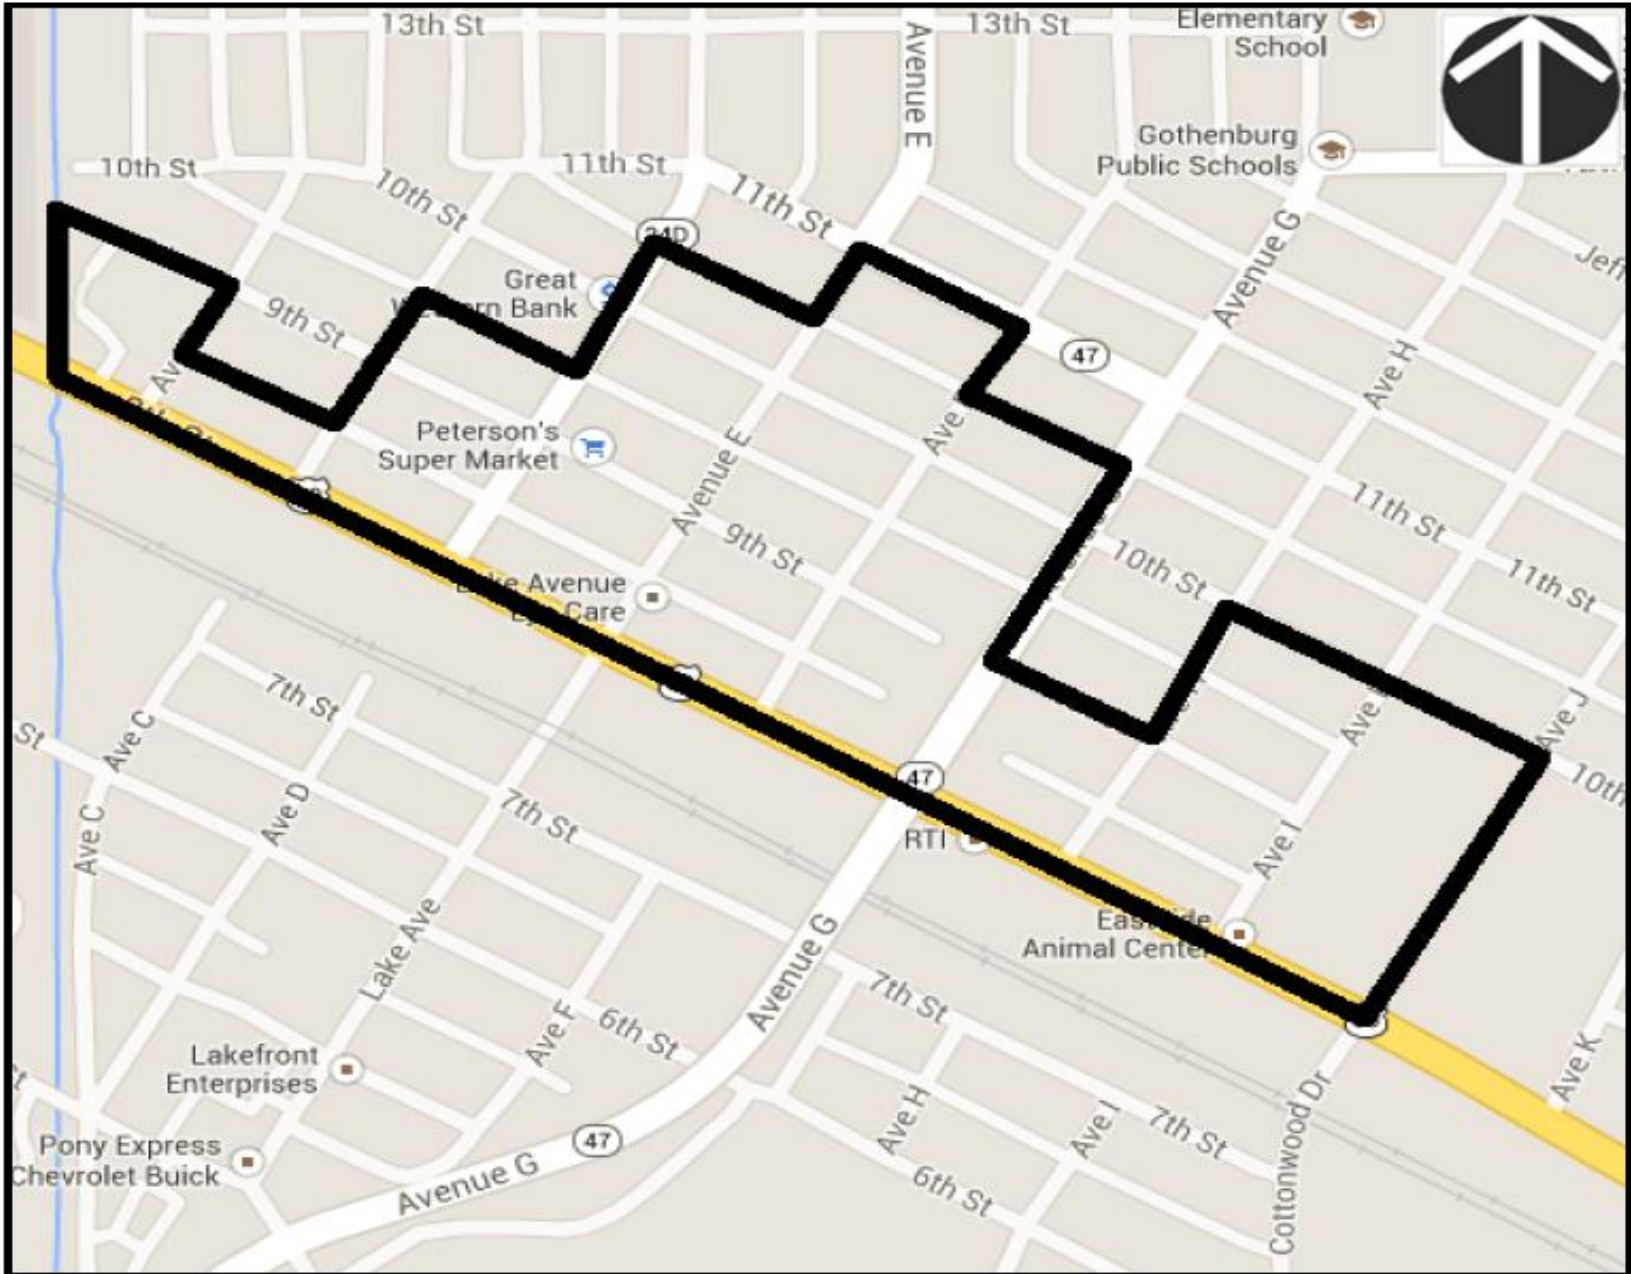 13th St
13th St
Elementary
School
Avenue E
Gothenburg
Public Schools
10th St
11th St
10th St
11th St
Avenue G
Great
Bank
9th St
47
Ave H
Peterson's
Super Market
Ave
Avenue E
9th St
11th St
10th St
11th St
Avenue
Care
7th St
St
Ave C
Ave
Ave J
10th
47
Ave D
7th St
RTI
Ave C
Ave I
Animal Center
Lake Ave
Avenue G
7th St
Ave F
6th St
Lakefront
Enterprises
Ave K
Ave H
Ave I
7th St
Cottonwood Dr
47
Pony Express
Chevrolet Buick
Avenue G
6th St